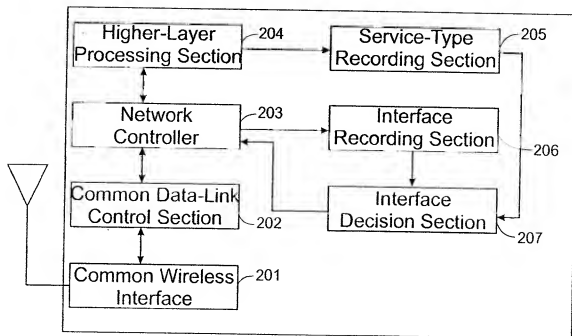 Higher-Layer
Processing Section
204
Service-Type
Recording Section
205
Network
Controller
203
Interface
Recording Section
206
Common Data-Link
Control Section
202
Interface
Decision Section
207
Common Wireless
Interface
201